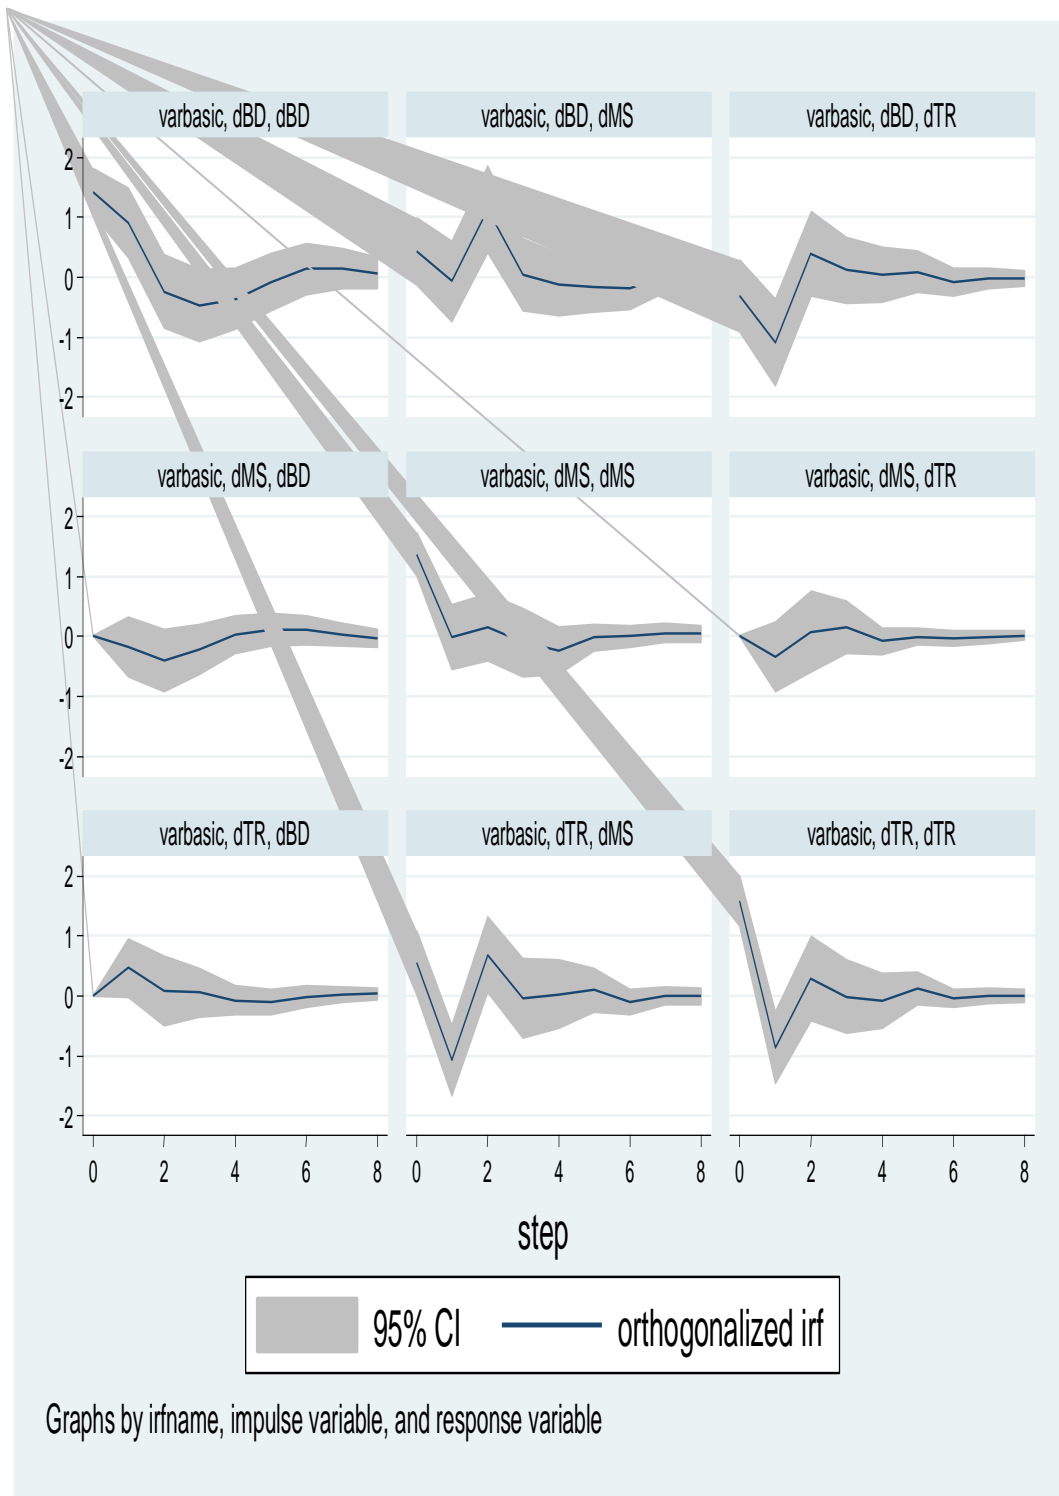 varbasic, dBD, dBD
varbasic, dBD, dMS
varbasic, dBD, dTR
2
1
0
-1
-2
varbasic, dMS, dBD
varbasic, dMS, dMS
varbasic, dMS, dTR
2
1
0
-1
-2
varbasic, dTR, dBD
varbasic, dTR, dMS
varbasic, dTR, dTR
2
1
0
-1
-2
0 2 4 6 8 0 2 4 6 8 0 2 4 6 8
step
95% CI orthogonalized irf
Graphs by irfname, impulse variable, and response variable